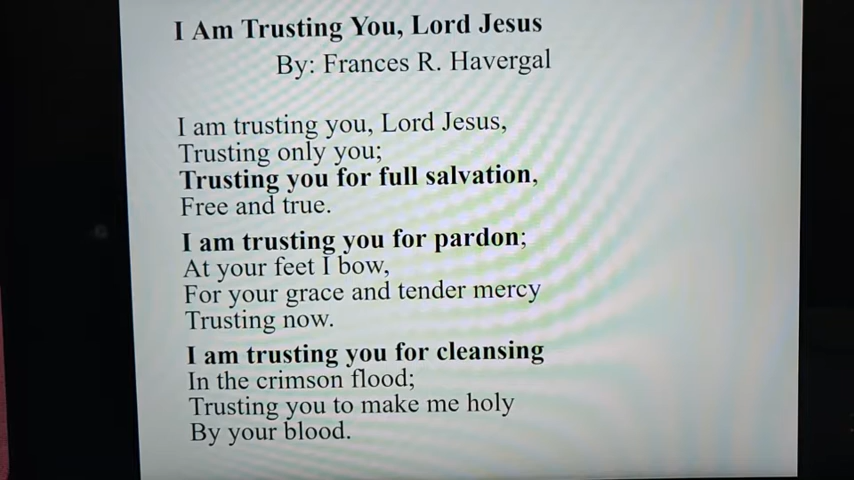 I Am Trusting You, Lord Jesus
By: Frances R. Havergal
I am trusting you, Lord Jesus,
Trusting only you;
Trusting you for full salvation,
Free and true.
I am trusting you for pardon;
At your feet I bow,
For your grace and tender mercy
Trusting now.
I am trusting you for cleansing
In the crimson flood;
Trusting you to make me holy
By your blood.